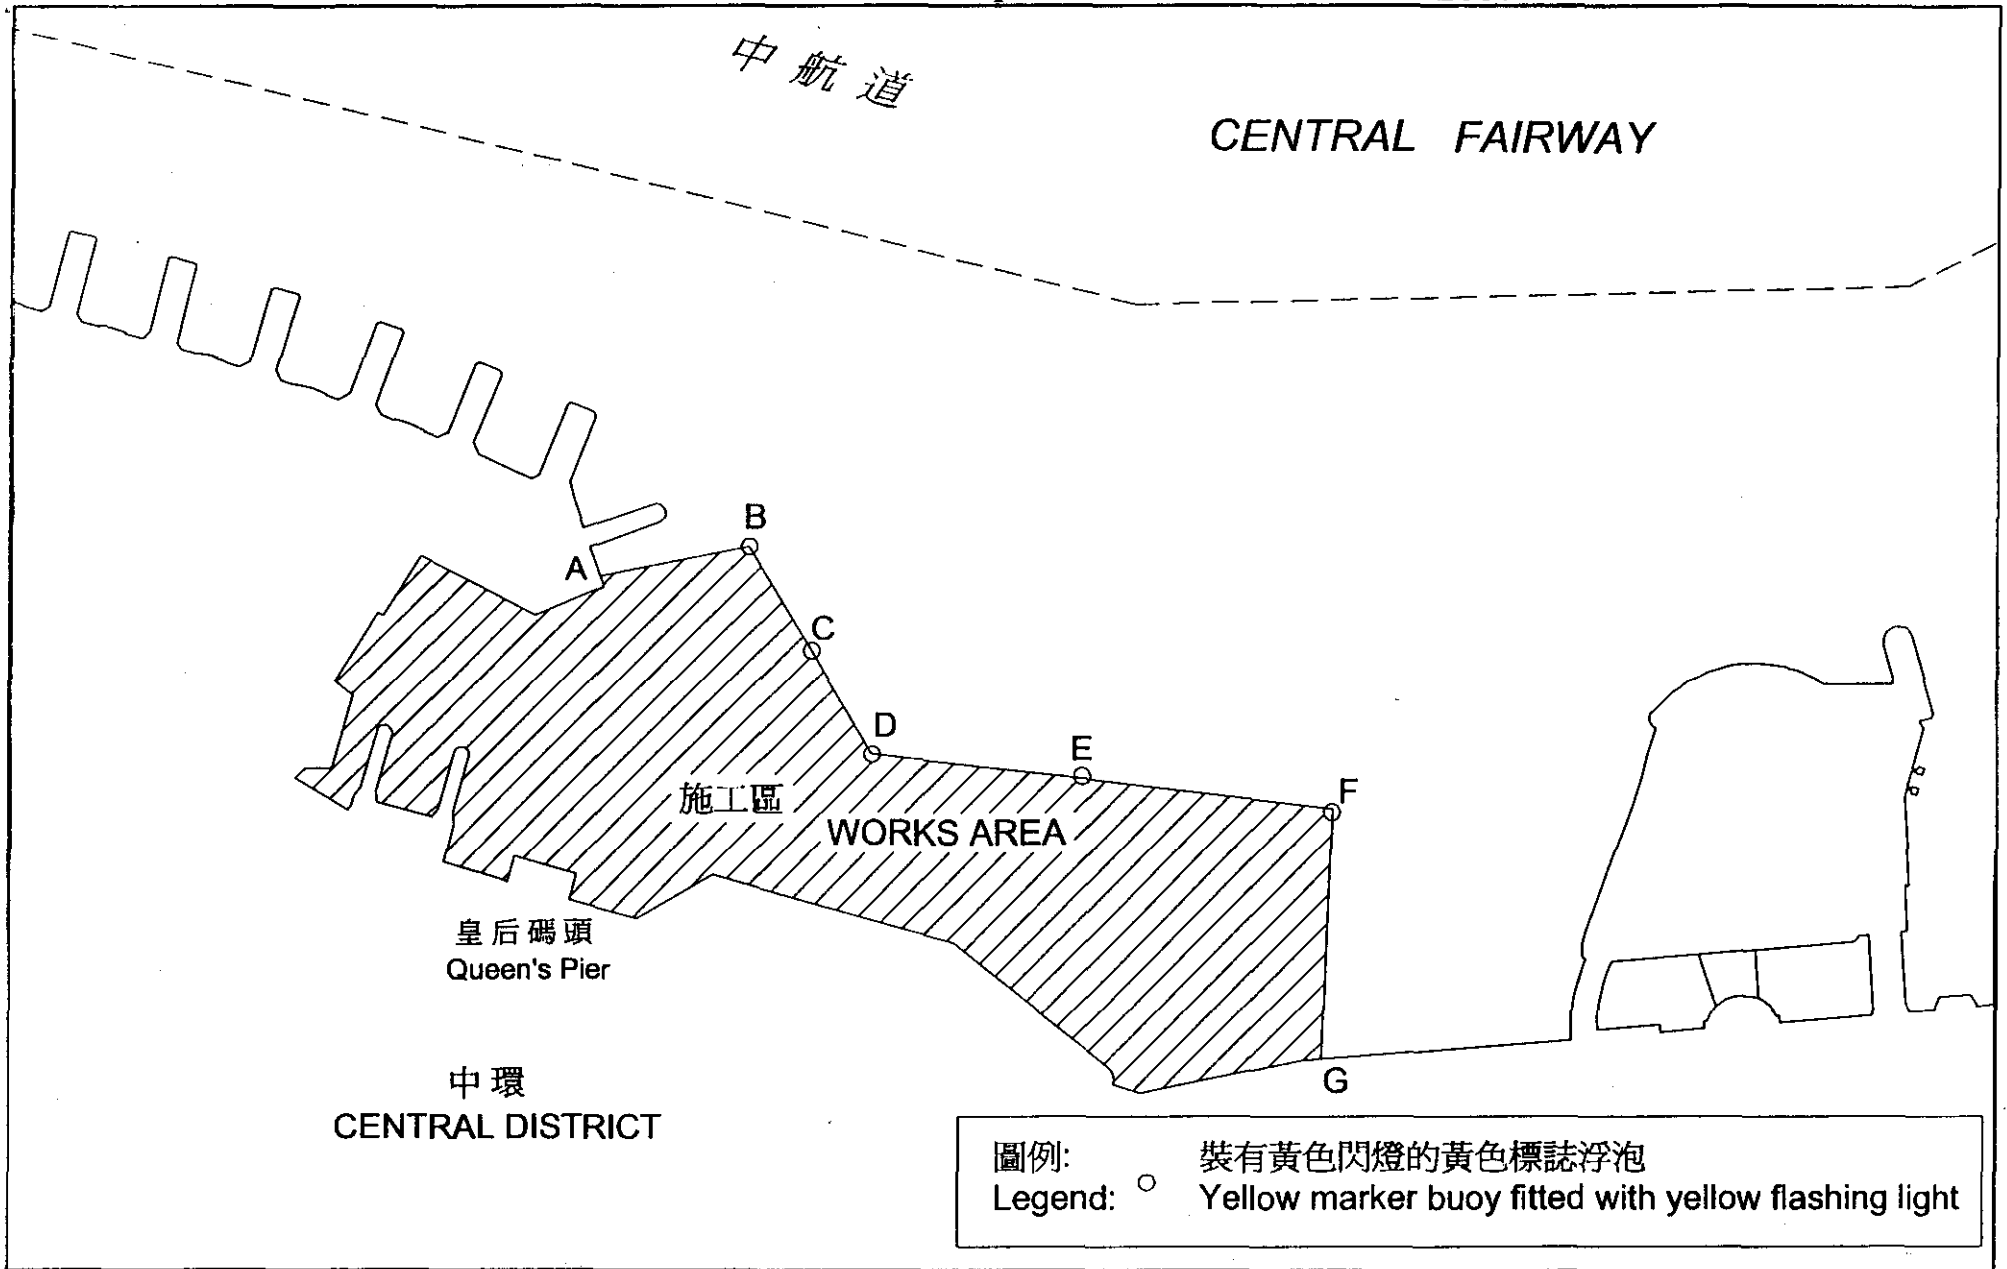 中航道
CENTRAL FAIRWAY
B
A
C
D
E
F
施工區
WORKS AREA
皇后碼頭
Queen's Pier
中環
CENTRAL DISTRICT
G
圖例:
裝有黃色閃燈的黃色標誌浮泡
Legend:
Yellow marker buoy fitted with yellow flashing light